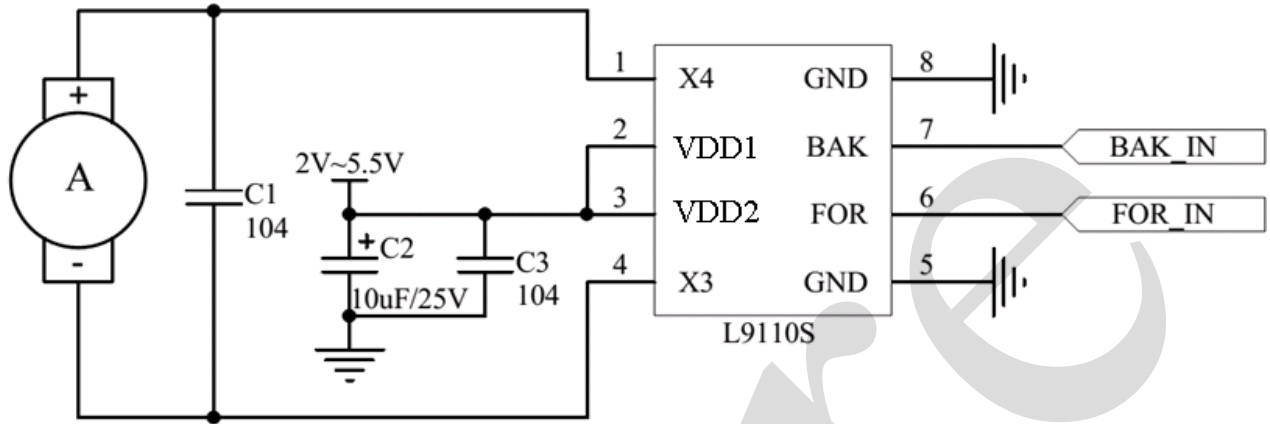 1 X4 GND 8
+
2 VDD1 BAK 7 BAK_IN
2V~5.5V
A
C1
104
3 VDD2 FOR 6 FOR_IN
+ C2
C3
10uF/25V
104
-
4 X3 GND 5
L9110S
re